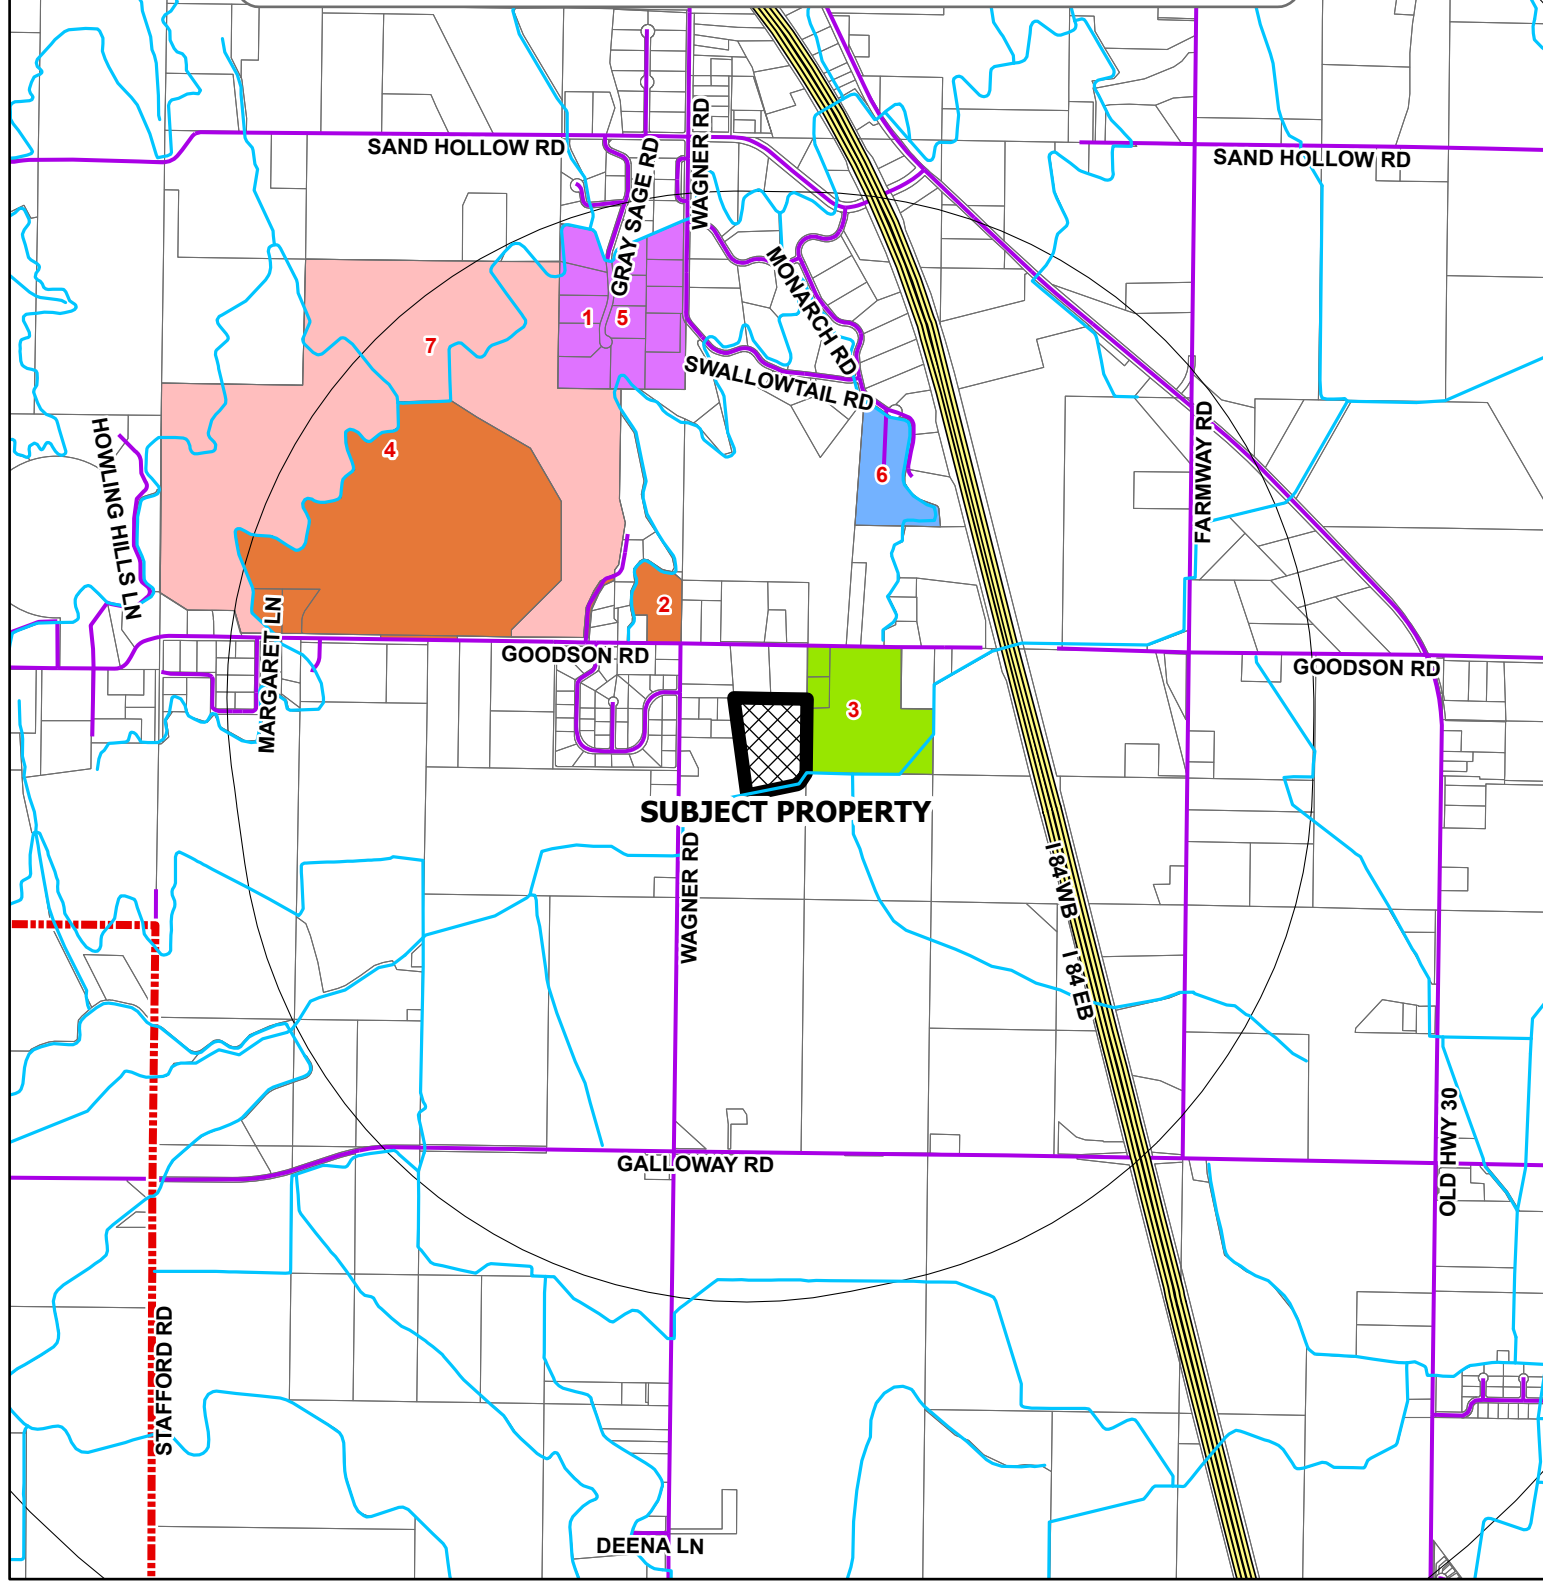 SAND HOLLOW RD
GRAY SAGE RD
WAGNER RD
SAND HOLLOW RD
MONARCH RD
1
5
7
SWALLOWTAIL RD
HOWLING HILLS LN
4
6
FARMWAY RD
2
MARGARET LN
GOODSON RD
GOODSON RD
3
SUBJECT PROPERTY
WAGNER RD
I 84 WB
I 84 EB
GALLOWAY RD
OLD HWY 30
STAFFORD RD
DEENA LN